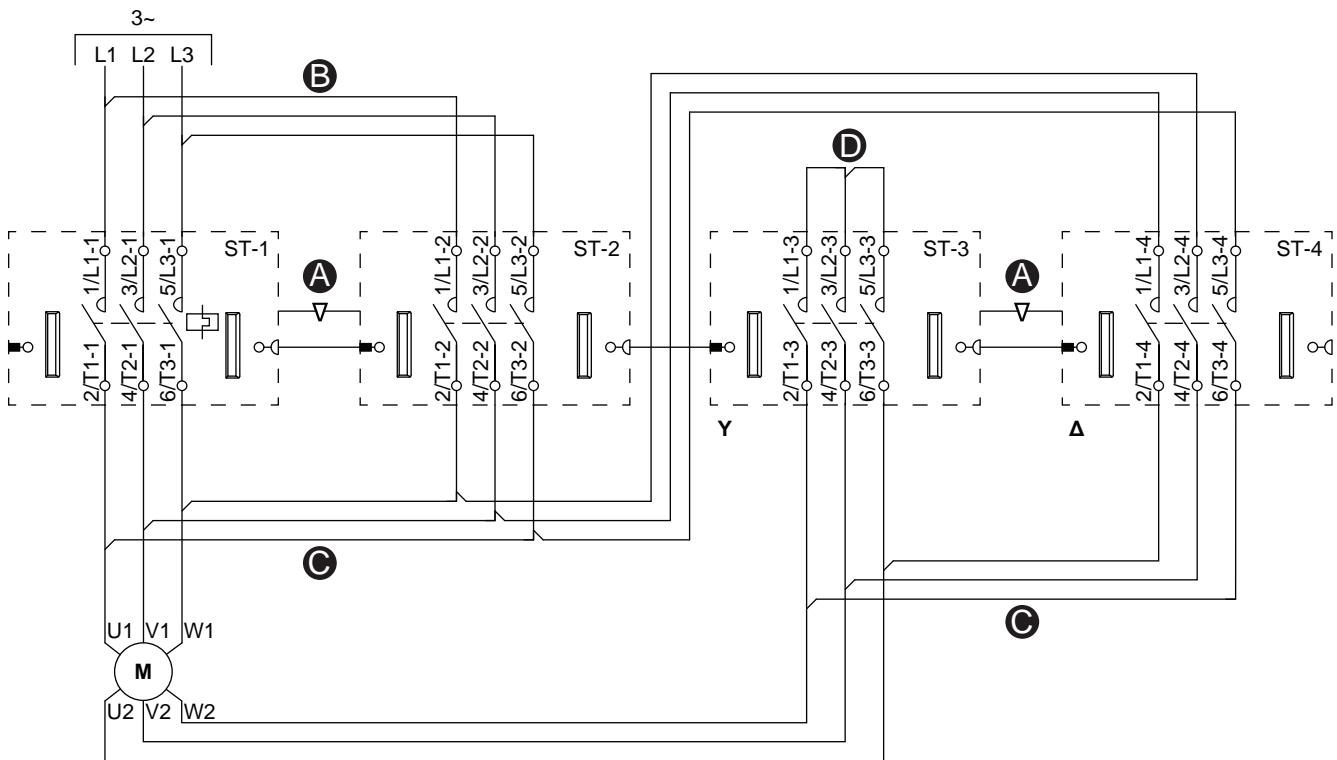 3~
L1 L2 L3
B
D
ST-1
ST-2
ST-3
ST-4
1/L1-1
3/L2-1
5/L3-1
1/L1-2
3/L2-2
5/L3-2
1/L1-3
3/L2-3
5/L3-3
1/L1-4
3/L2-4
5/L3-4
A
A
2/T1-1
4/T2-1
6/T3-1
2/T1-2
4/T2-2
6/T3-2
2/T1-3
4/T2-3
6/T3-3
2/T1-4
4/T2-4
6/T3-4
Y
Δ
C
C
U1 V1 W1
M
U2 V2 W2